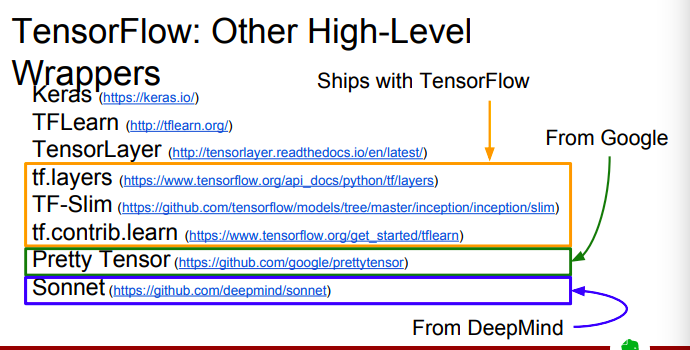 TensorFlow: Other High-Level
Wrappers
Ships with TensorFlow
Keras (https://keras.io/)
TFLearn (http://tflearn.org/)
From Google
TensorLayer (http://tensorlayer.readthedocs.io/en/latest/)
tf.layers (https://www.tensorflow.org/api_docs/python/tf/layers)
TF-Slim (https://github.com/tensorflow/models/tree/master/inception/inception/slim)
tf.contrib.learn (https://www.tensorflow.org/get_started/tflearn)
Pretty Tensor (https://github.com/google/prettytensor)
Sonnet (https://github.com/deepmind/sonnet)
From DeepMind